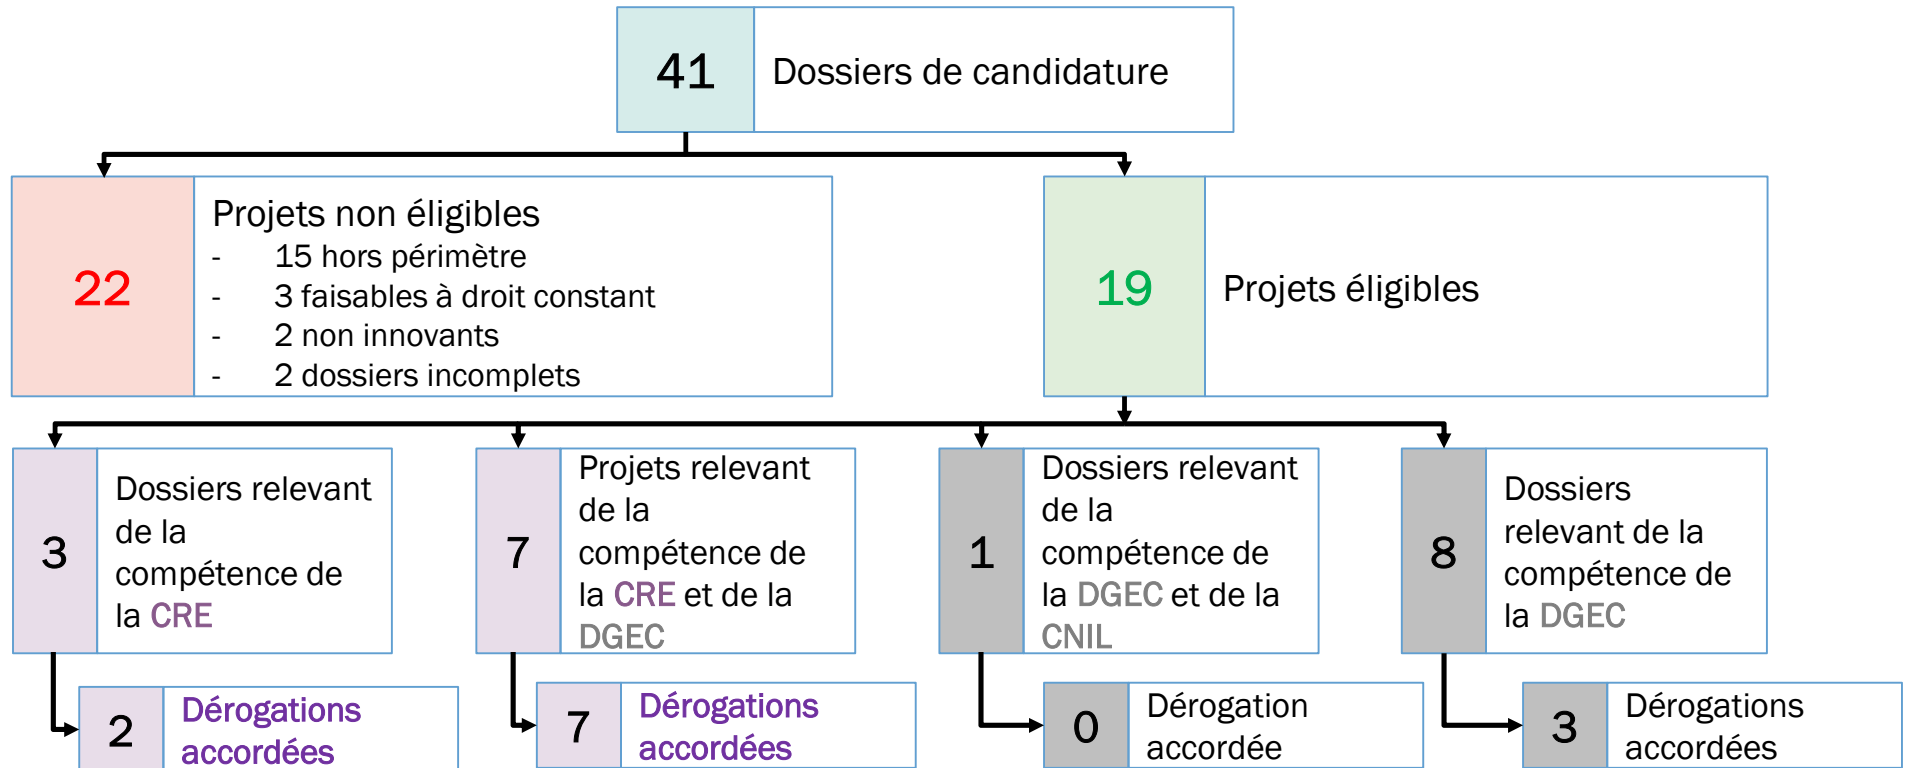 41
Dossiers de candidature
22
Projets non éligibles
- 15 hors périmètre
- 3 faisables à droit constant
- 2 non innovants
- 2 dossiers incomplets
19
Projets éligibles
3
Dossiers relevant
de la
compétence de
la CRE
7
Projets relevant
de la
compétence de
la CRE et de la
DGEC
1
Dossiers relevant
de la
compétence de
la DGEC et de la
CNIL
8
Dossiers
relevant de la
compétence de
la DGEC
2
Dérogations
accordées
7
Dérogations
accordées
0
Dérogation
accordée
3
Dérogations
accordées